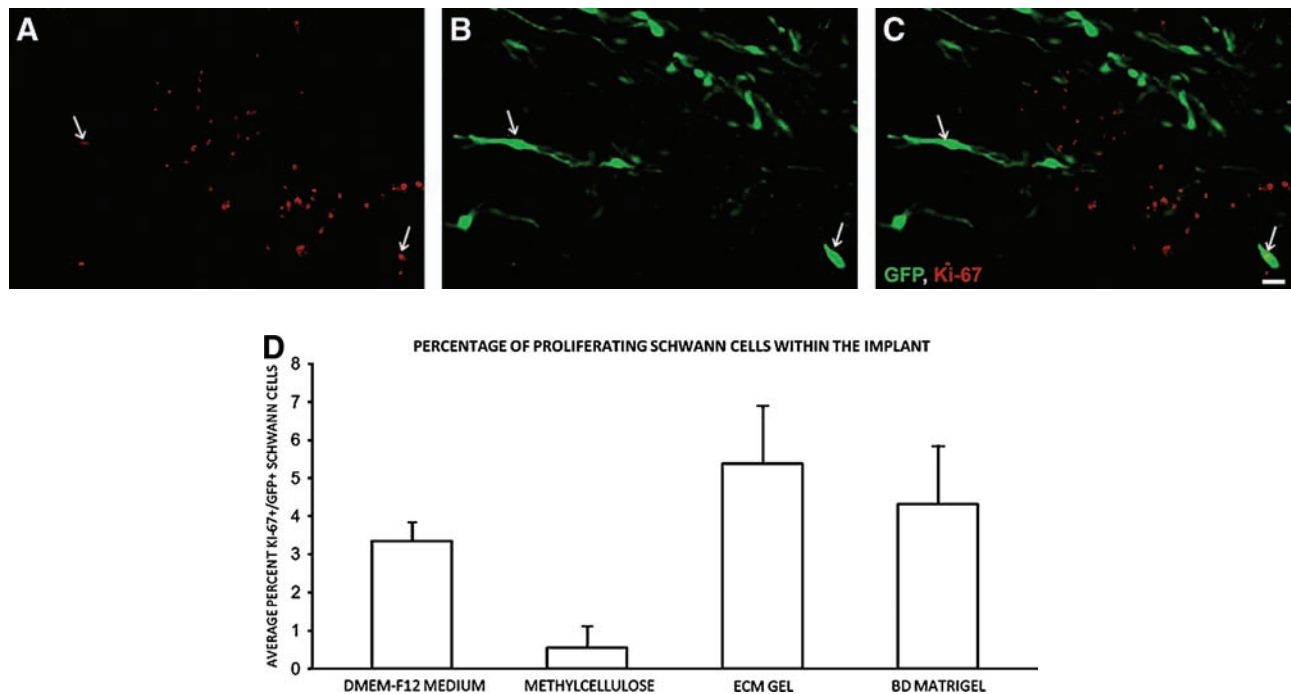 A
B
C
GFP, Ki-67
D
PERCENTAGE OF PROLIFERATING SCHWANN CELLS WITHIN THE IMPLANT
AVERAGE PERCENT KI-67+/GFP+ SCHWANN CELLS
8
7
6
5
4
3
2
1
0
DMEM-F12 MEDIUM
METHYLCELLULOSE
ECM GEL
BD MATRIGEL